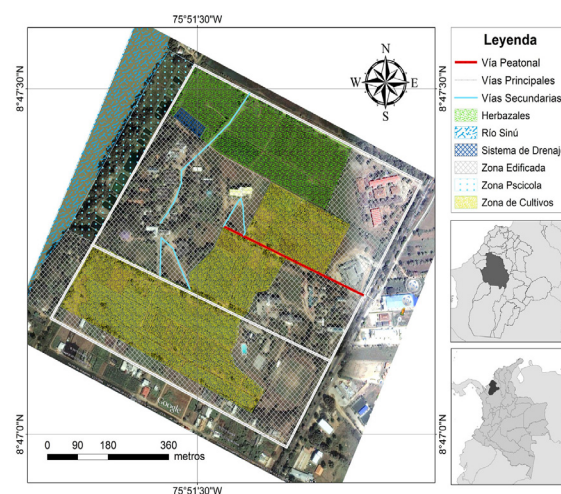 75°51'30"W
8°47'30"N
8°47'30"N
N
W
E
S
Leyenda
Vía Peatonal
Vías Principales
Vías Secundarias
Herbazales
Río Sinú
Sistema de Drenaje
Zona Edificada
Zona Pscicola
Zona de Cultivos
Google
8°47'0"N
8°47'0"N
0 90 180 360
metros
75°51'30"W